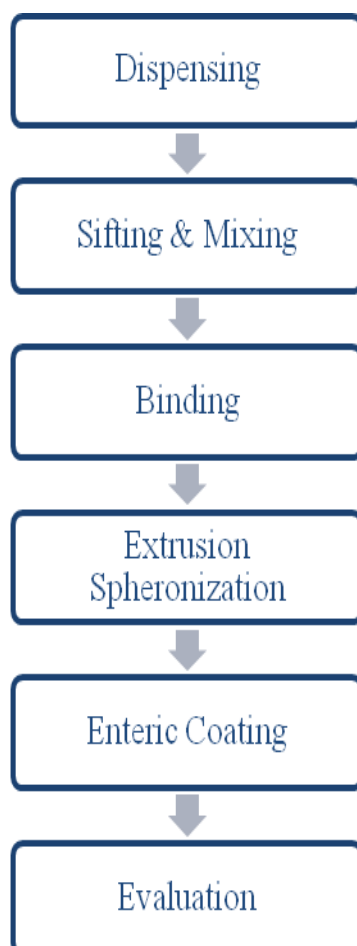 Dispensing
Sifting & Mixing
Binding
Extrusion
Spheronization
Enteric Coating
Evaluation